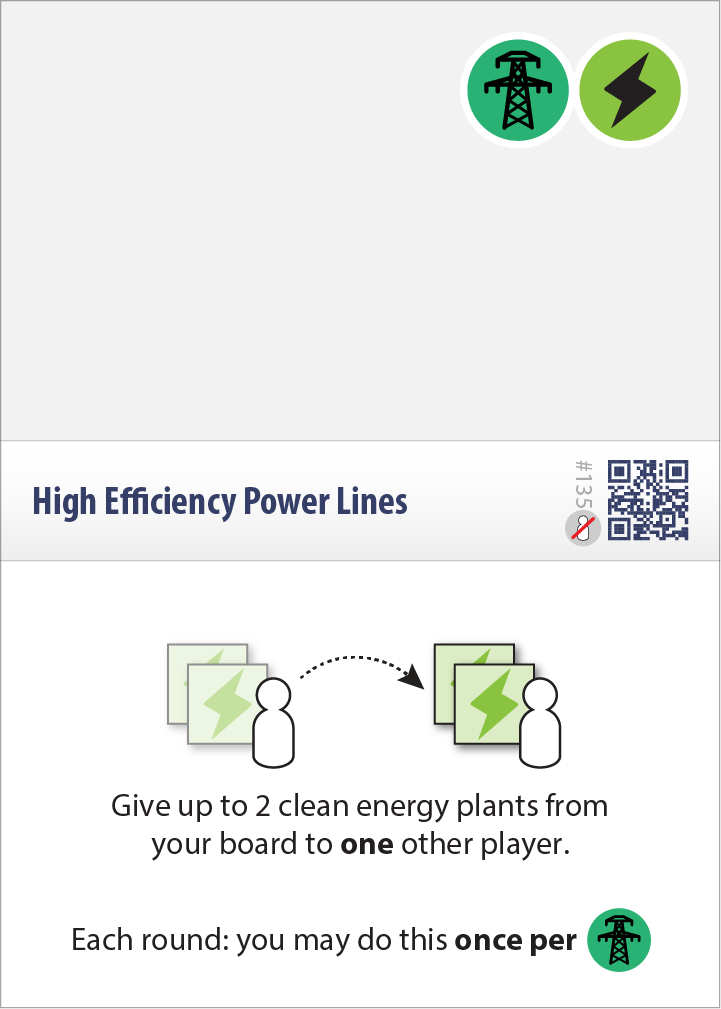 High Efficiency Power Lines
#135
Give up to 2 clean energy plants from
your board to one other player.
Each round: you may do this once per